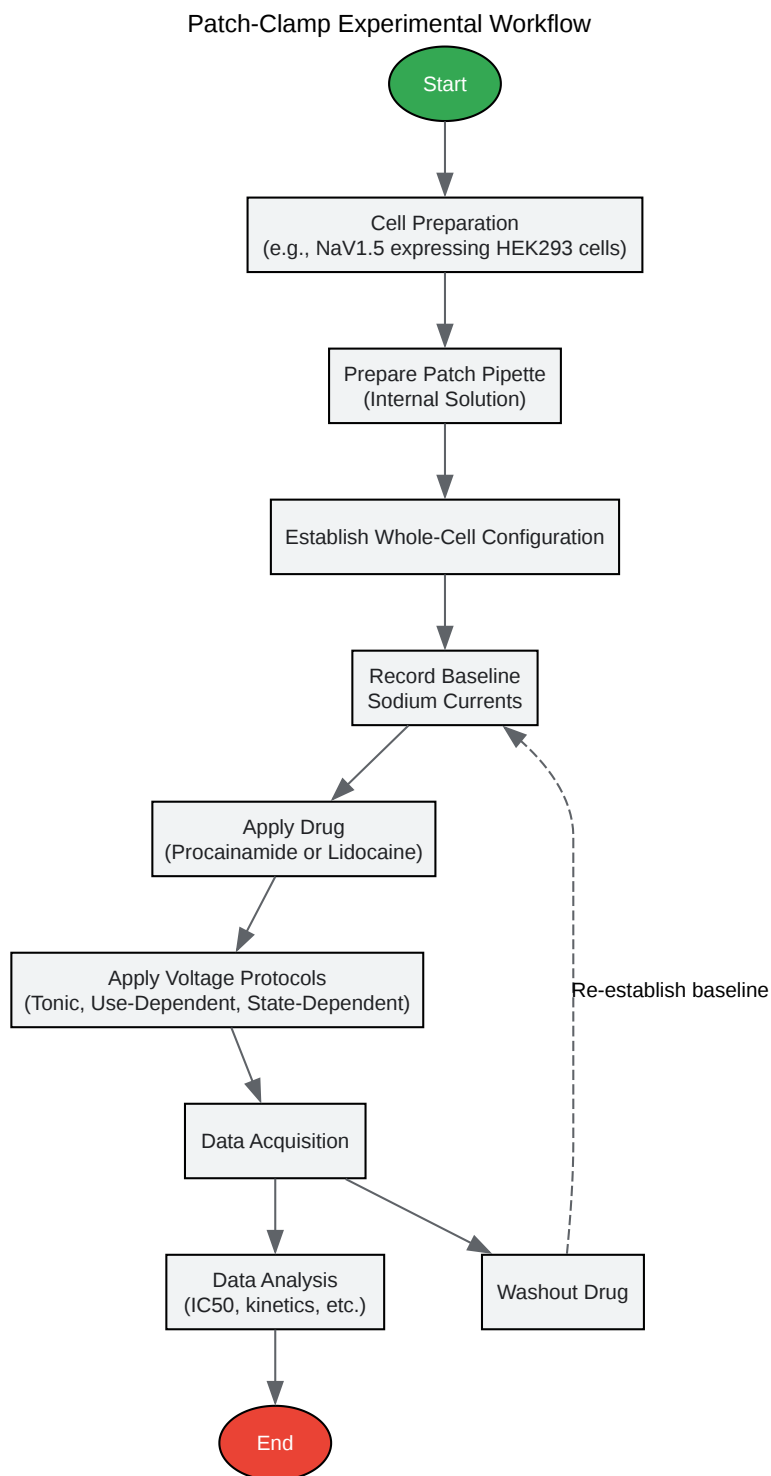 Patch-Clamp Experimental Workflow
Start
Cell Preparation
(e.g., NaV1.5 expressing HEK293 cells)
Prepare Patch Pipette
(Internal Solution)
Establish Whole-Cell Configuration
Record Baseline
Sodium Currents
Apply Drug
(Procainamide or Lidocaine)
Apply Voltage Protocols
(Tonic, Use-Dependent, State-Dependent)
Re-establish baseline
Data Acquisition
Data Analysis
(IC50, kinetics, etc.)
Washout Drug
End